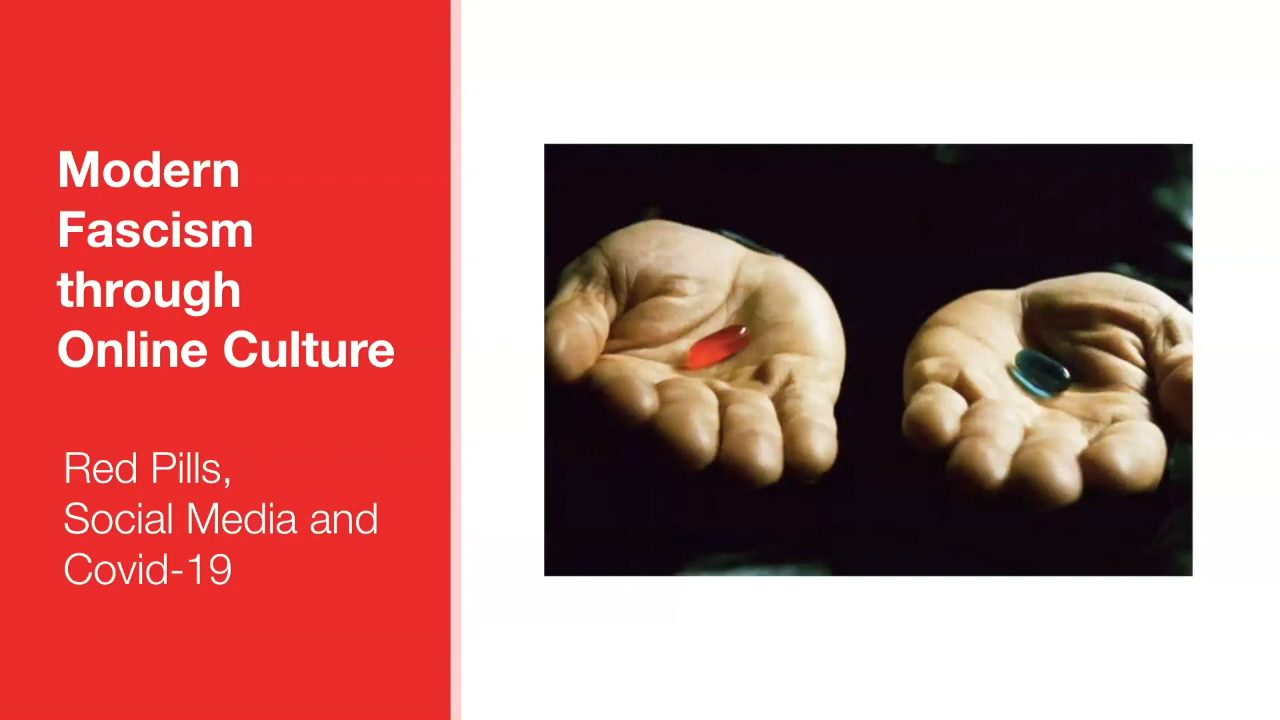 Modern
Fascism
through
Online Culture
Red Pills,
Social Media and
Covid-19